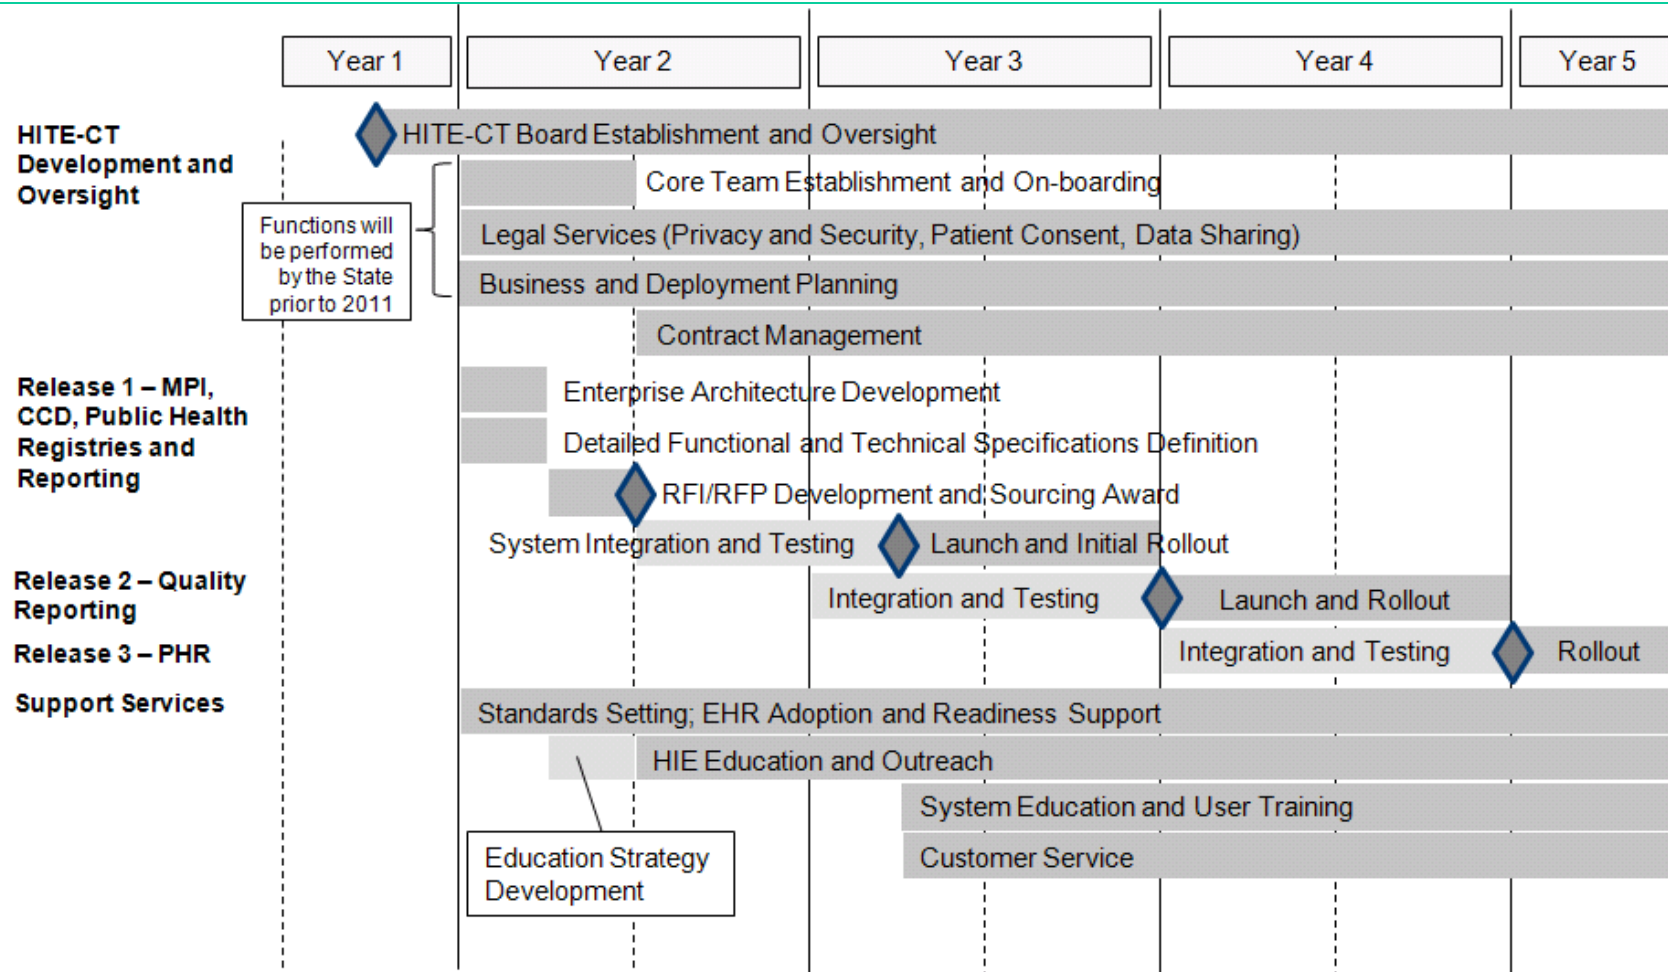 Year 1
Year 2
Year 3
Year 4
Year 5
HITE-CT
Development and
Oversight
HITE-CT Board Establishment and Oversight
Core Team Establishment and On-boarding
Functions will
be performed
by the State
prior to 2011
Legal Services (Privacy and Security, Patient Consent, Data Sharing)
Business and Deployment Planning
Contract Management
Release 1 – MPI,
CCD, Public Health
Registries and
Reporting
Enterprise Architecture Development
Detailed Functional and Technical Specifications Definition
RFI/RFP Development and Sourcing Award
System Integration and Testing
Launch and Initial Rollout
Release 2 – Quality
Reporting
Integration and Testing
Launch and Rollout
Release 3 – PHR
Integration and Testing
Rollout
Support Services
Standards Setting; EHR Adoption and Readiness Support
HIE Education and Outreach
System Education and User Training
Education Strategy
Development
Customer Service